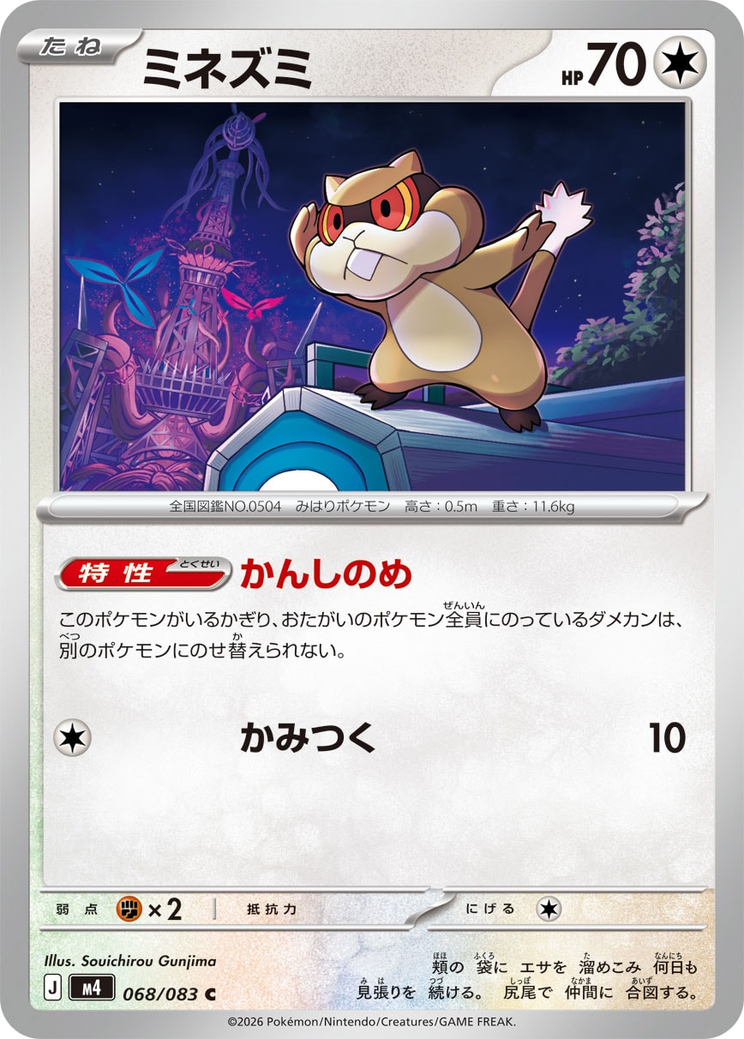 たね
ミネズミ
HP70
全国図鑑NO.0504 みはりポケモン 高さ:0.5m 重さ:11.6kg
特性 とくせい かんしのめ
このポケモンがいるかぎり、おたがいのポケモン全員にのっているダメカンは、
別のポケモンにのせ替えられない。
かみつく 10
弱点 ×2 抵抗力 にげる
Illus. Souichirou Gunjima
頬の 袋に エサを 溜めこみ 何日も
見張りを 続ける。 尻尾で 仲間に 合図する。
J M4 068/083 C
©2026 Pokémon/Nintendo/Creatures/GAME FREAK.